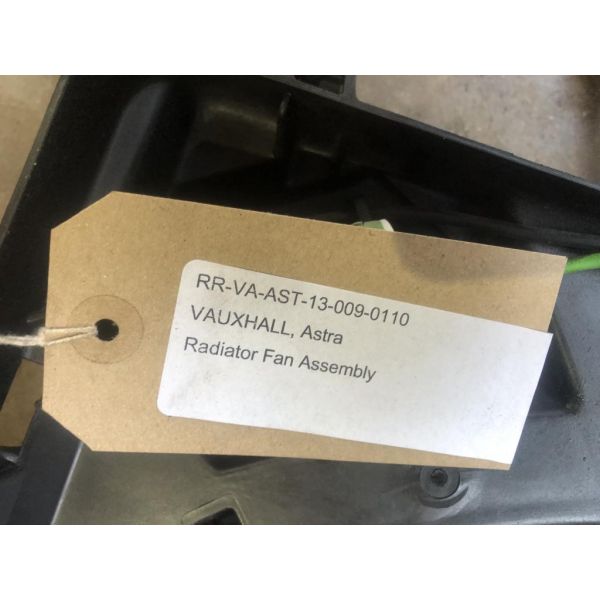 RR-VA-AST-13-009-0110
VAUXHALL, Astra
Radiator Fan Assembly